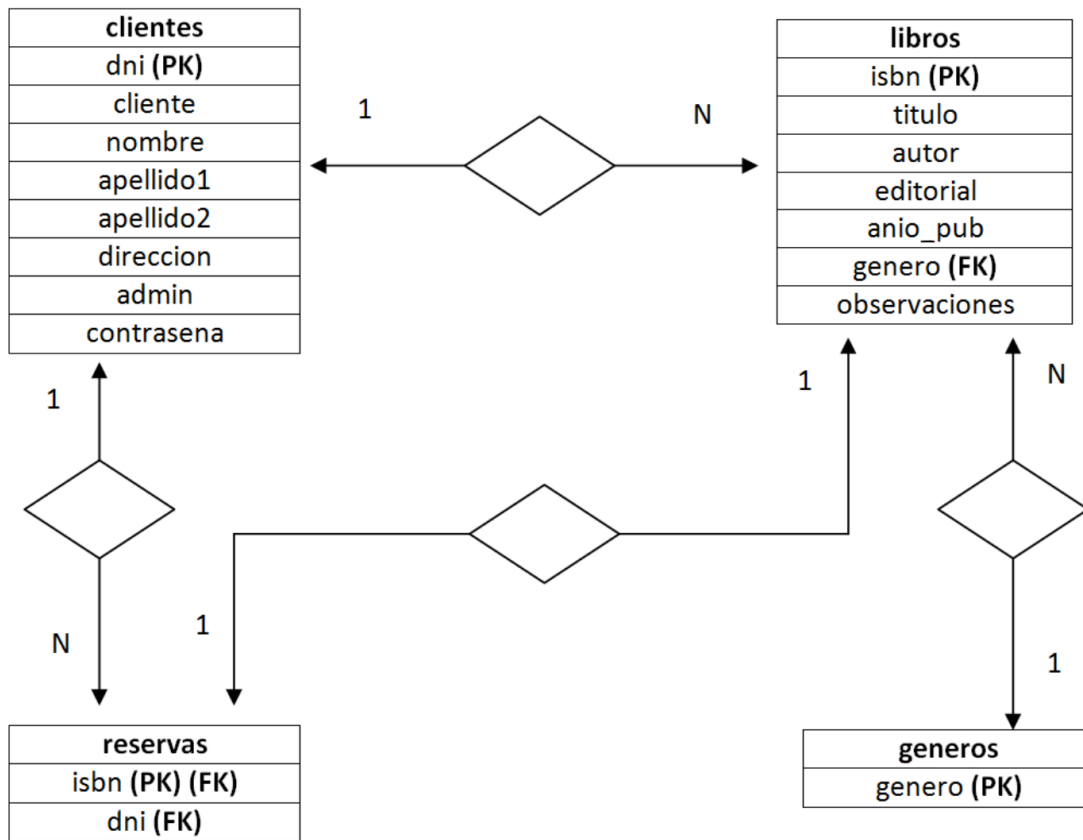 clientes
dni (PK)
cliente
nombre
apellido1
apellido2
direccion
admin
contrasena
1
N
libros
isbn (PK)
titulo
autor
editorial
anio_pub
genero (FK)
observaciones
1
N
1
1
N
1
reservas
isbn (PK) (FK)
dni (FK)
generos
genero (PK)